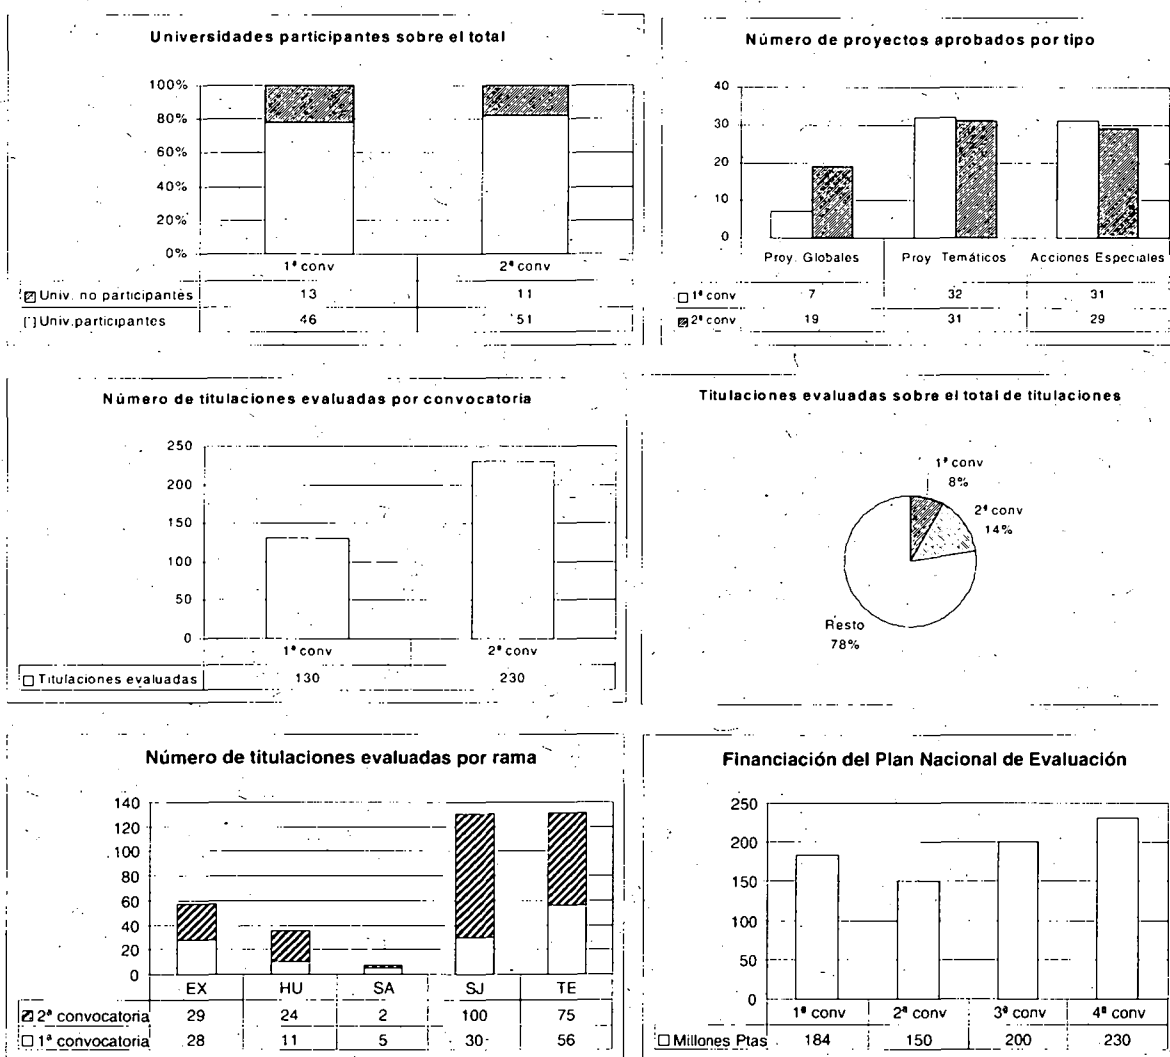 Universidades participantes sobre el total
100%
80%
60%
40%
20%
0%
1ª conv 2ª conv
Univ. no participantes 13 11
Univ.participantes 46 51
Número de proyectos aprobados por tipo
40
30
20
10
0
Proy. Globales Proy. Temáticos Acciones Especiales
1ª conv 7 32 31
2ª conv 19 31 29
Número de titulaciones evaluadas por convocatoria
250
200
150
100
50
0
1ª conv 2ª conv
Titulaciones evaluadas 130 230
Titulaciones evaluadas sobre el total de titulaciones
1ª conv
8%
2ª conv
14%
Resto
78%
Número de titulaciones evaluadas por rama
140
120
100
80
60
40
20
0
EX HU SA SJ TE
2ª convocatoria 29 24 2 100 75
1ª convocatoria 28 11 5 30 56
Financiación del Plan Nacional de Evaluación
250
200
150
100
50
0
1ª conv 2ª conv 3ª conv 4ª conv
Millones Ptas 184 150 200 230